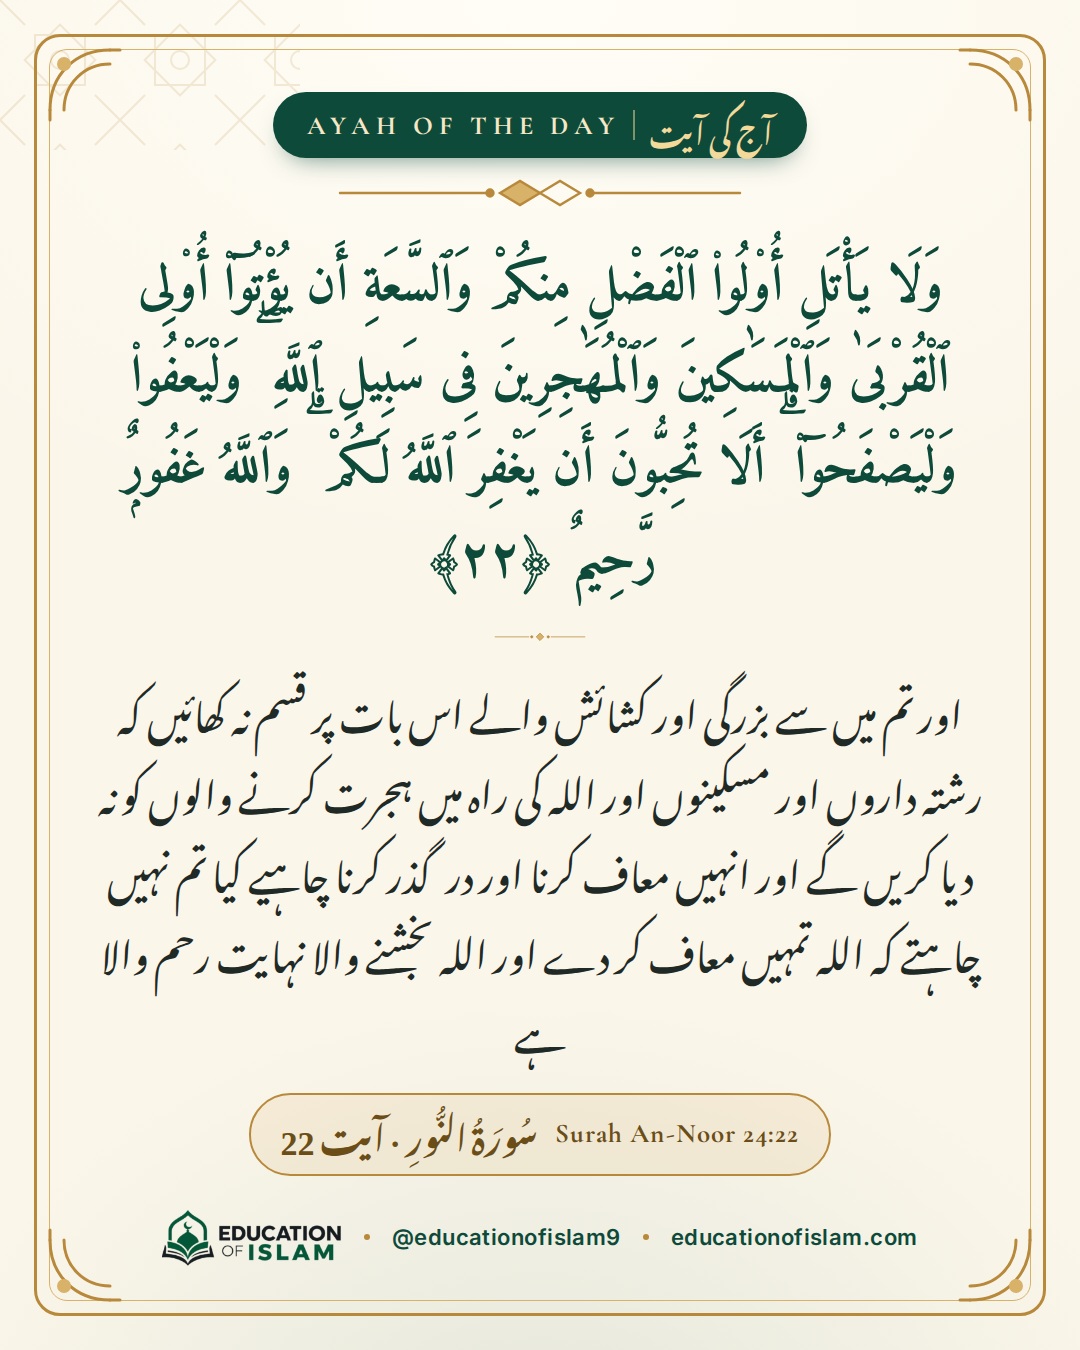 AYAH OF THE DAY | آج کی آیت
وَلَا يَأْتَلِ أُو۟لُوا۟ ٱلْفَضْلِ مِنكُمْ وَٱلسَّعَةِ أَن يُؤْتُوٓا۟ أُو۟لِى
ٱلْقُرْبَىٰ وَٱلْمَسَـٰكِينَ وَٱلْمُهَـٰجِرِينَ فِى سَبِيلِ ٱللَّهِ ۖ وَلْيَعْفُوا۟
وَلْيَصْفَحُوٓا۟ ۗ أَلَا تُحِبُّونَ أَن يَغْفِرَ ٱللَّهُ لَكُمْ ۗ وَٱللَّهُ غَفُورٌۭ
رَّحِيمٌ ﴿٢٢﴾
اور تم میں سے بزرگی اور کشائش والے اس بات پر قسم نہ کھائیں کہ
رشتہ داروں اور مسکینوں اور اللہ کی راہ میں ہجرت کرنے والوں کو نہ
دیا کریں گے اور انہیں معاف کرنا اور در گذر کرنا چاہیے کیا تم نہیں
چاہتے کہ اللہ تمہیں معاف کر دے اور اللہ بخشنے والا نہایت رحم والا
ہے
سُورَةُ النُّورِ · آیت 22 Surah An-Noor 24:22
EDUCATION OF ISLAM • @educationofislam9 • educationofislam.com